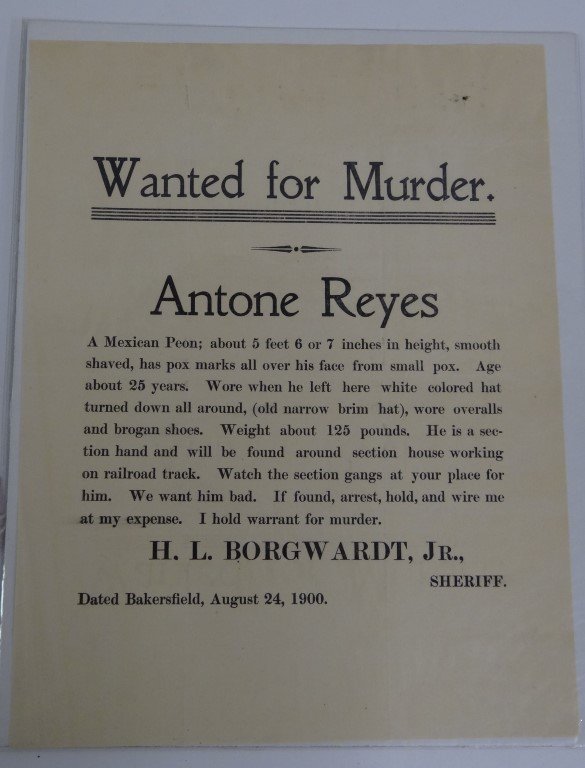 Wanted for Murder.
Antone Reyes
A Mexican Peon; about 5 feet 6 or 7 inches in height, smooth
shaved, has pox marks all over his face from small pox. Age
about 25 years. Wore when he left here white colored hat
turned down all around, (old narrow brim hat), wore overalls
and brogan shoes. Weight about 125 pounds. He is a sec-
tion hand and will be found around section house working
on railroad track. Watch the section gangs at your place for
him. We want him bad. If found, arrest, hold, and wire me
at my expense. I hold warrant for murder.
H. L. BORGWARDT, JR.,
SHERIFF.
Dated Bakersfield, August 24, 1900.